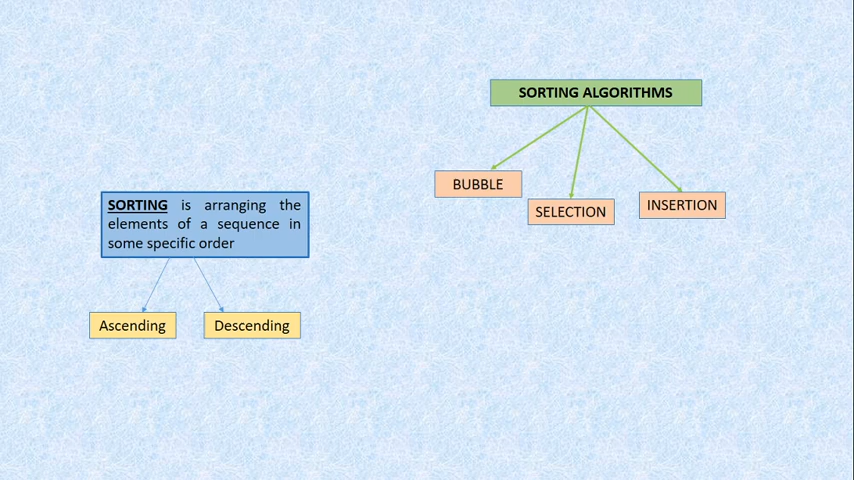 SORTING ALGORITHMS
BUBBLE
SELECTION
INSERTION
SORTING is arranging the
elements of a sequence in
some specific order
Ascending
Descending